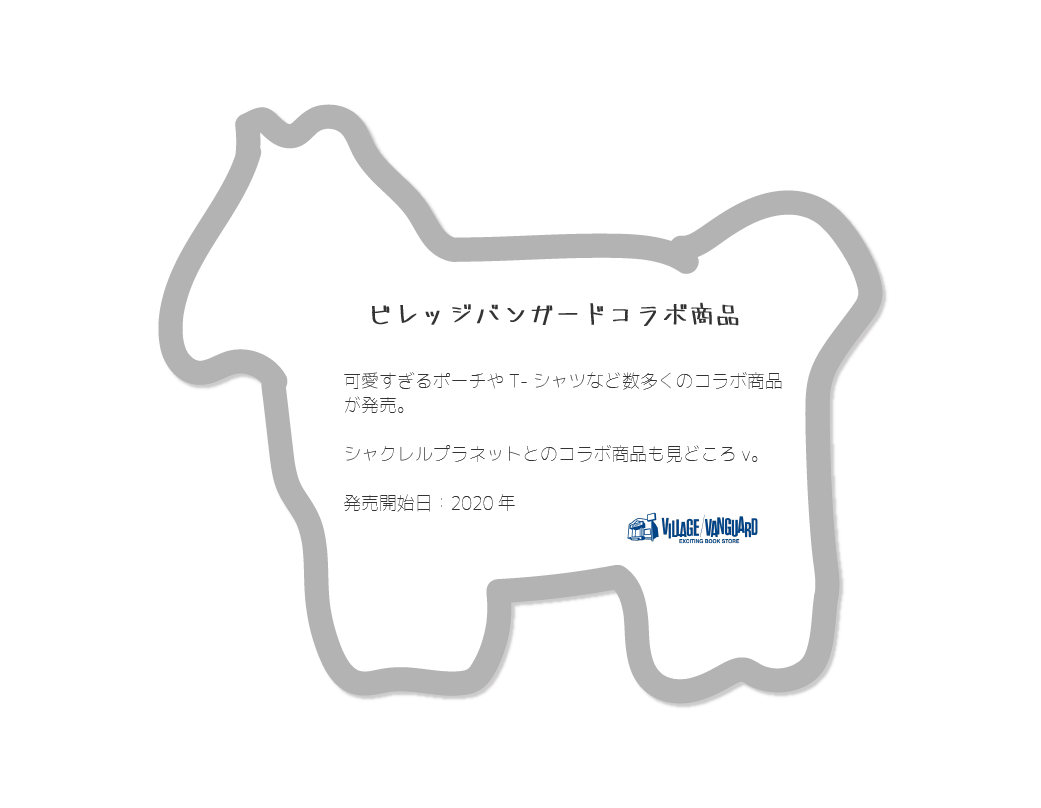 ビレッジバンガードコラボ商品
可愛すぎるポーチや T- シャツなど数多くのコラボ商品
が発売。
シャクレルプラネットとのコラボ商品も見どころ v。
発売開始日：2020 年
VILLAGE/VANGUARD
EXCITING BOOK STORE